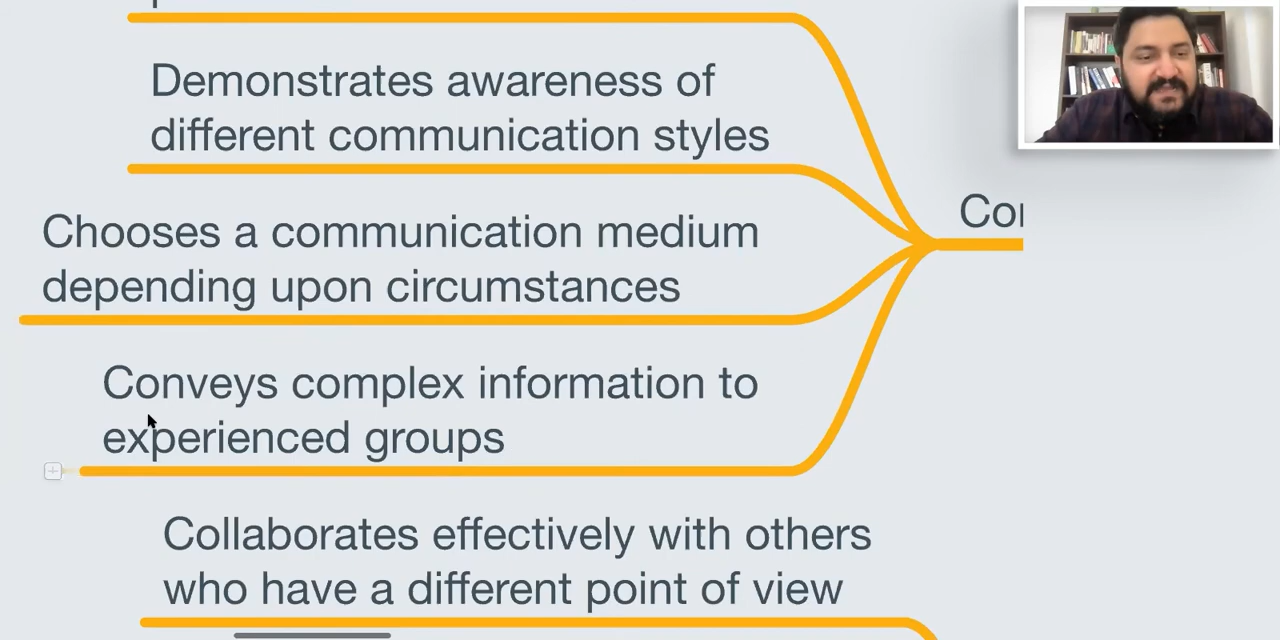 Demonstrates awareness of
different communication styles
Chooses a communication medium
depending upon circumstances
Conveys complex information to
experienced groups
Collaborates effectively with others
who have a different point of view